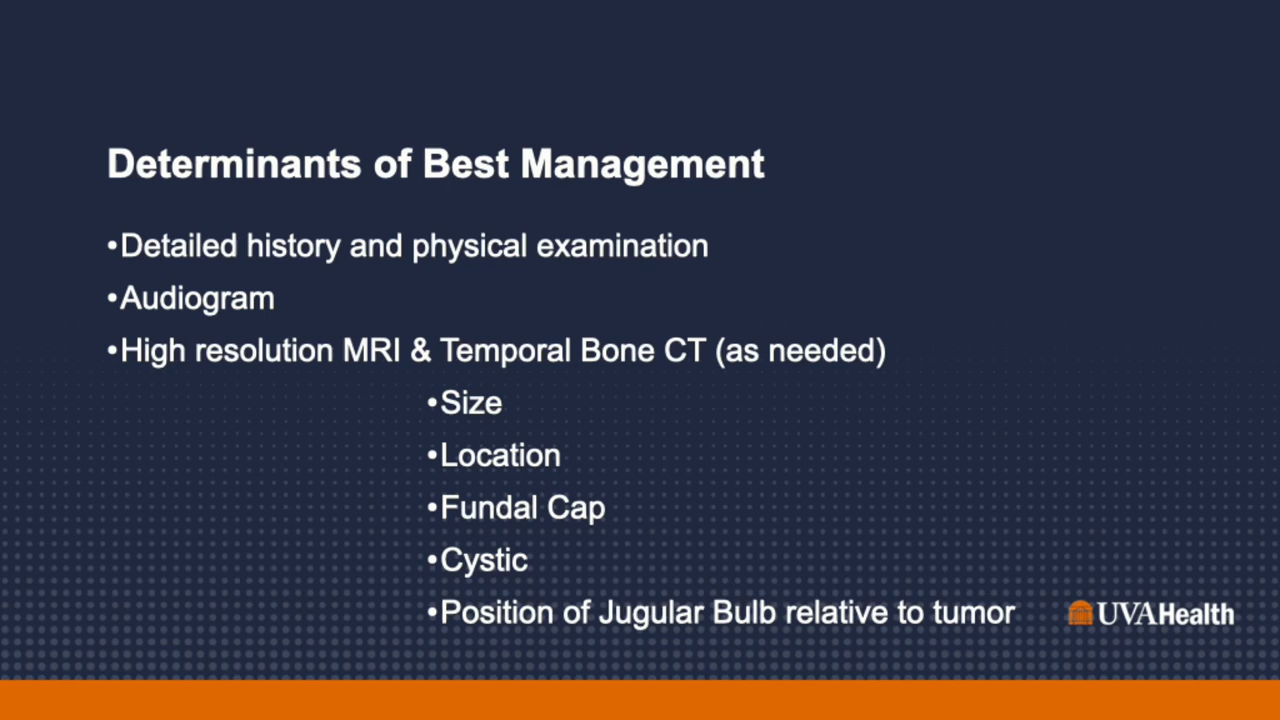 Determinants of Best Management
•Detailed history and physical examination
•Audiogram
•High resolution MRI & Temporal Bone CT (as needed)
•Size
•Location
•Fundal Cap
•Cystic
•Position of Jugular Bulb relative to tumor
UVAHealth